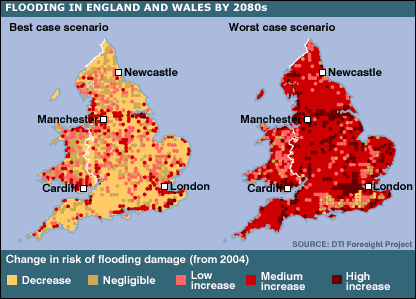 FLOODING IN ENGLAND AND WALES BY 2080s
Best case scenario
Newcastle
Manchester
Cardiff
London
Worst case scenario
Newcastle
Manchester
Cardiff
London
SOURCE: DTI Foresight Project
Change in risk of flooding damage (from 2004)
Decrease
Negligible
Low
increase
Medium
increase
High
increase